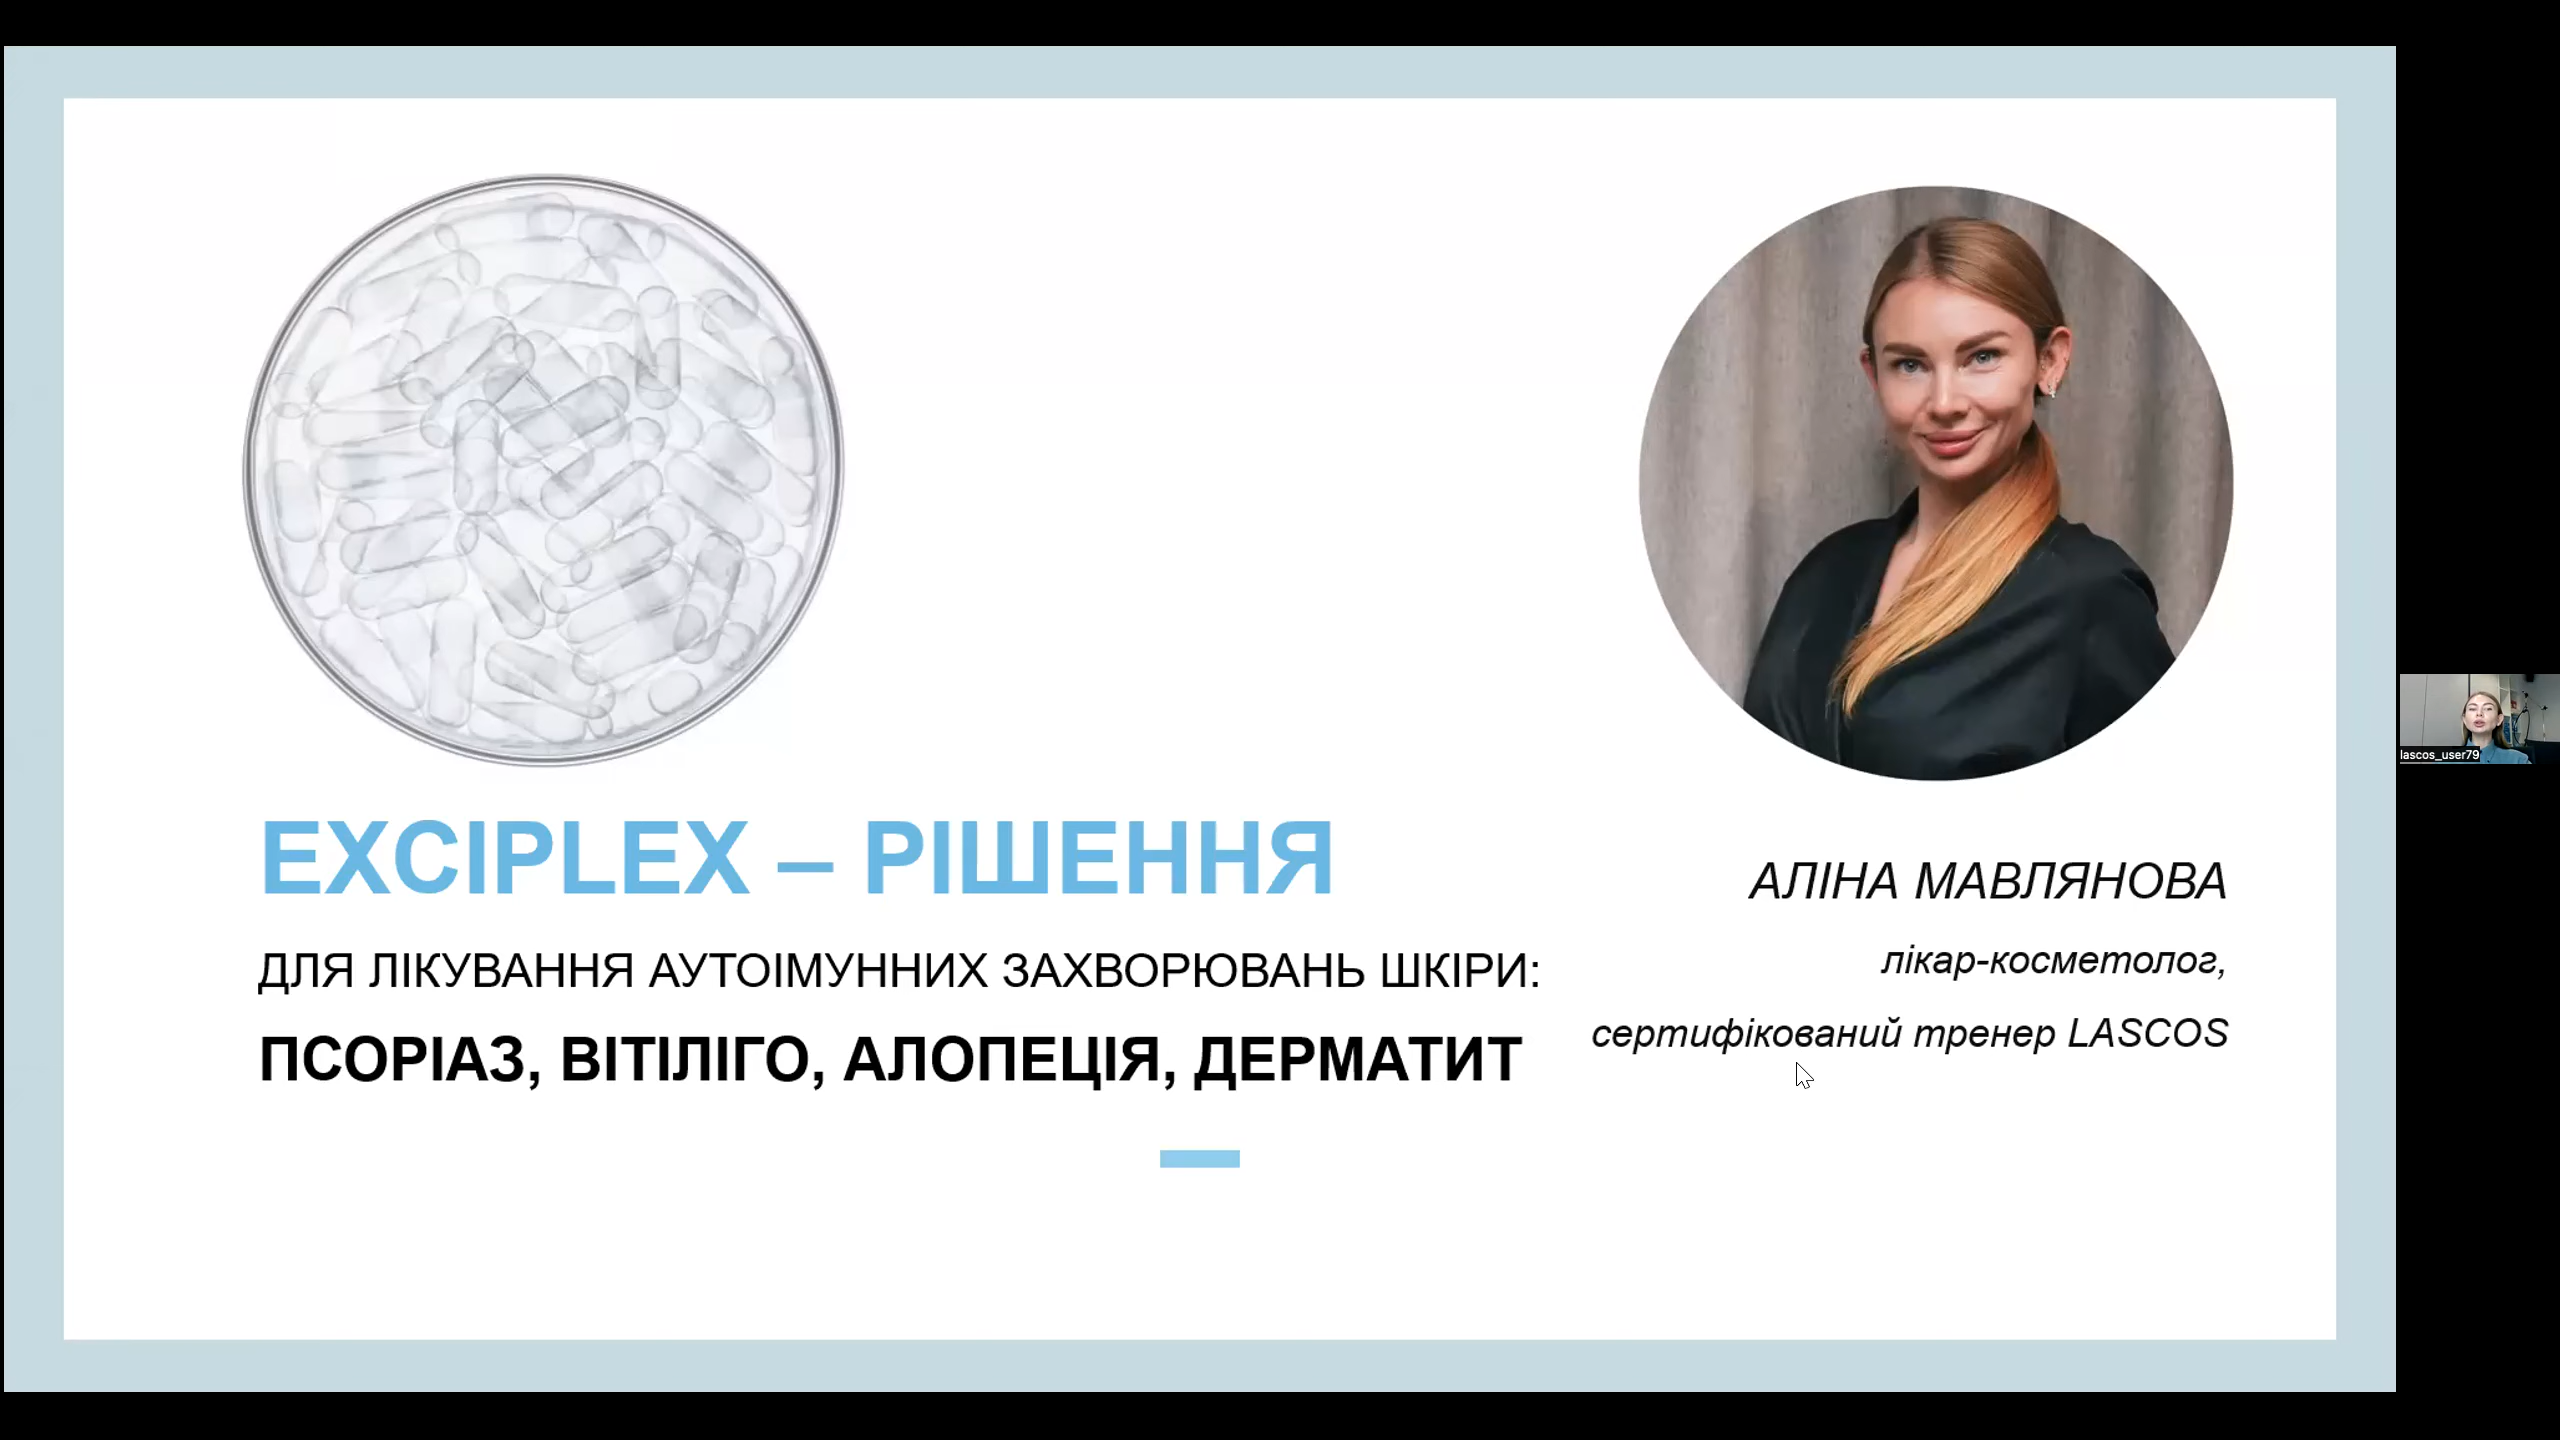 EXCIPLEX – РІШЕННЯ
ДЛЯ ЛІКУВАННЯ АУТОІМУННИХ ЗАХВОРЮВАНЬ ШКІРИ:
ПСОРІАЗ, ВІТІЛІГО, АЛОПЕЦІЯ, ДЕРМАТИТ
АЛІНА МАВЛЯНОВА
лікар-косметолог,
сертифікований тренер LASCOS
lascos_user79